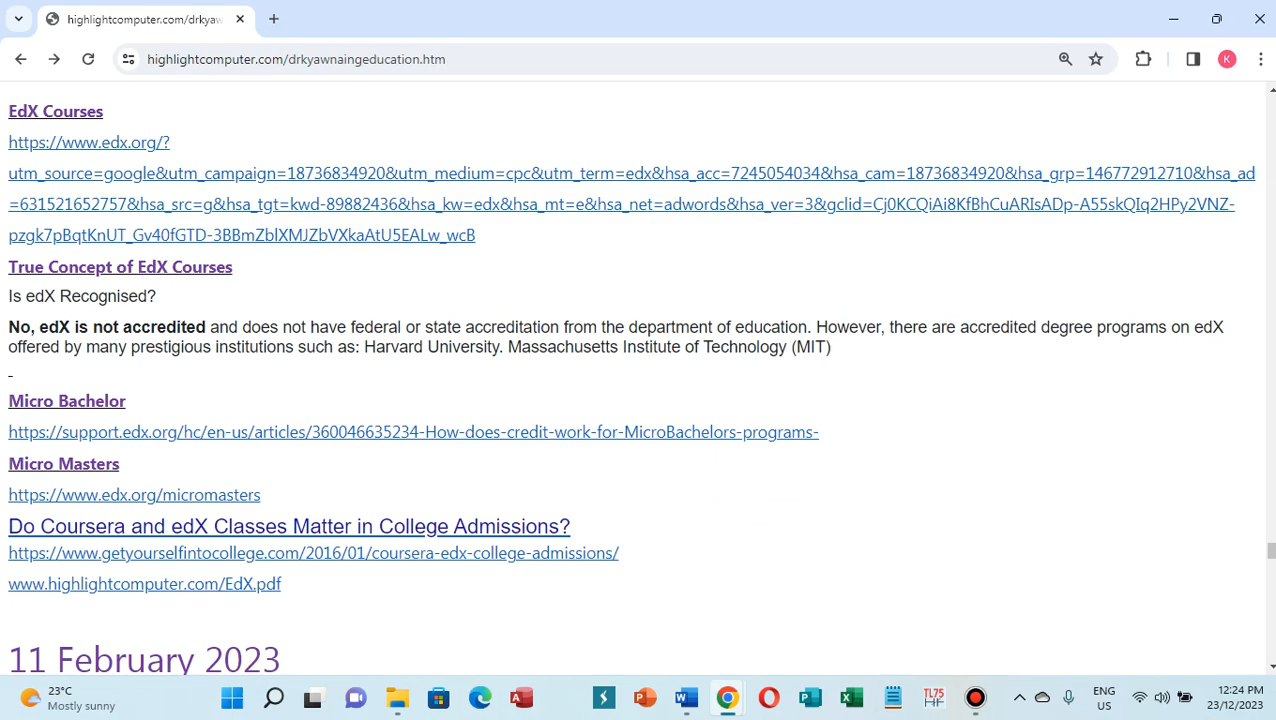 highlightcomputer.com/drkyaw
highlightcomputer.com/drkyawnaingeducation.htm
K
EdX Courses
https://www.edx.org/?
utm_source=google&utm_campaign=18736834920&utm_medium=cpc&utm_term=edx&hsa_acc=7245054034&hsa_cam=18736834920&hsa_grp=146772912710&hsa_ad
=631521652757&hsa_src=g&hsa_tgt=kwd-89882436&hsa_kw=edx&hsa_mt=e&hsa_net=adwords&hsa_ver=3&gclid=Cj0KCQiAi8KfBhCuARIsADp-A55skQIq2HPy2VNZ-
pzgk7pBqtKnUT_Gv40fGTD-3BBmZblXMJZbVXkaAtU5EALw_wcB
True Concept of EdX Courses
Is edX Recognised?
No, edX is not accredited and does not have federal or state accreditation from the department of education. However, there are accredited degree programs on edX
offered by many prestigious institutions such as: Harvard University. Massachusetts Institute of Technology (MIT)
Micro Bachelor
https://support.edx.org/hc/en-us/articles/360046635234-How-does-credit-work-for-MicroBachelors-programs-
Micro Masters
https://www.edx.org/micromasters
Do Coursera and edX Classes Matter in College Admissions?
https://www.getyourselfintocollege.com/2016/01/coursera-edx-college-admissions/
www.highlightcomputer.com/EdX.pdf
11 February 2023
23°C
Mostly sunny
TL75
ENG
US
12:24 PM
23/12/2023